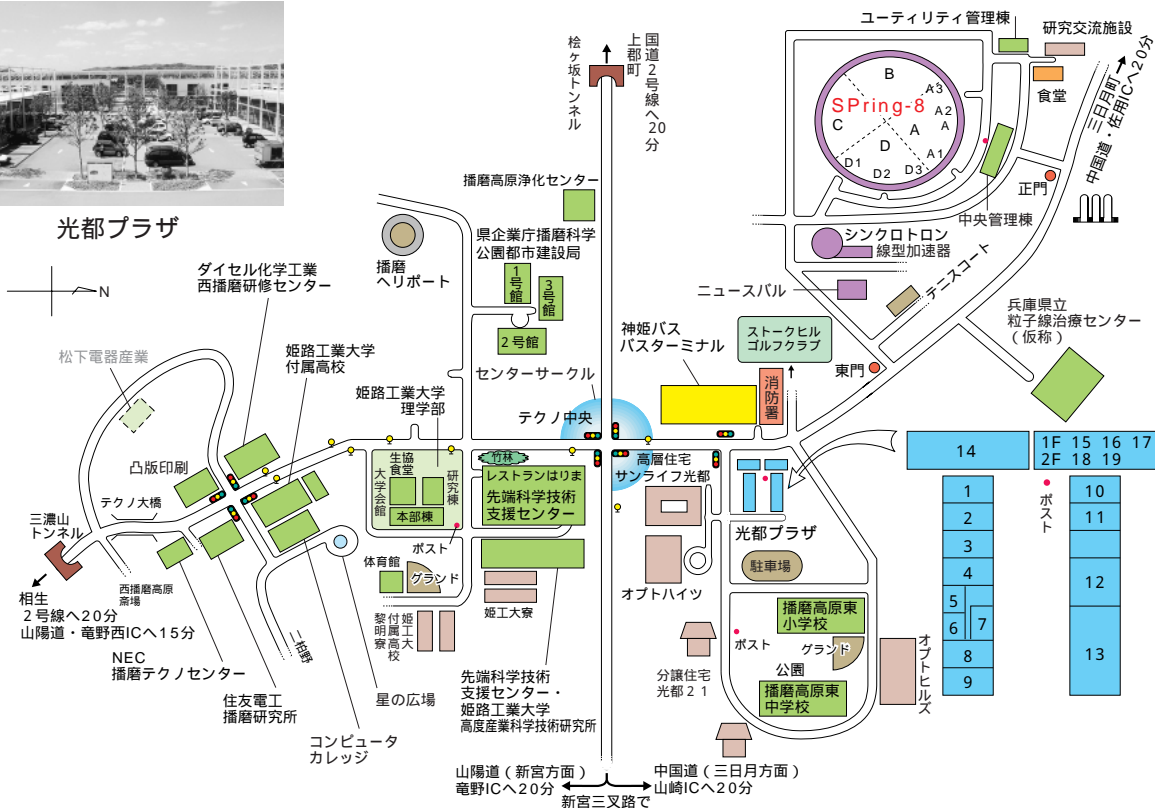 光都プラザ
N
檜ヶ坂トンネル
上郡町
国道2号線へ20分
ユーティリティ管理棟
研究交流施設
食堂
三日月町
中国道・佐用ICへ20分
SPring-8
B
A3
A2
A
A
C
D
A1
D1
D2
D3
正門
中央管理棟
シンクロトロン
線型加速器
ニュースバル
テニスコート
兵庫県立
粒子線治療センター
(仮称)
東門
播磨高原浄化センター
県企業庁播磨科学
公園都市建設局
1号館
3号館
2号館
播磨
ヘリポート
ダイセル化学工業
西播磨研修センター
松下電器産業
姫路工業大学
付属高校
姫路工業大学
理学部
センターサークル
テクノ中央
神姫バス
バスターミナル
ストークヒル
ゴルフクラブ
消防署
凸版印刷
テクノ大橋
三濃山
トンネル
相生
2号線へ20分
山陽道・竜野西ICへ15分
西播磨高原
斎場
NEC
播磨テクノセンター
住友電工
播磨研究所
二柏野
コンピュータ
カレッジ
星の広場
生協
食堂
大学会館
研究棟
本部棟
ポスト
竹林
レストランはりま
先端科学技術
支援センター
体育館
グランド
姫工大
付属高校
黎明寮
姫工大寮
先端科学技術
支援センター・
姫路工業大学
高度産業科学技術研究所
高層住宅
サンライフ光都
オプトハイツ
光都プラザ
駐車場
播磨高原東
小学校
ポスト
グランド
公園
播磨高原東
中学校
分譲住宅
光都21
オプトヒルズ
山陽道(新宮方面)
竜野ICへ20分
中国道(三日月方面)
山崎ICへ20分
新宮三叉路で
14
1F 15 16 17
2F 18 19
1
2
3
4
5
6
7
8
9
ポスト
10
11
12
13